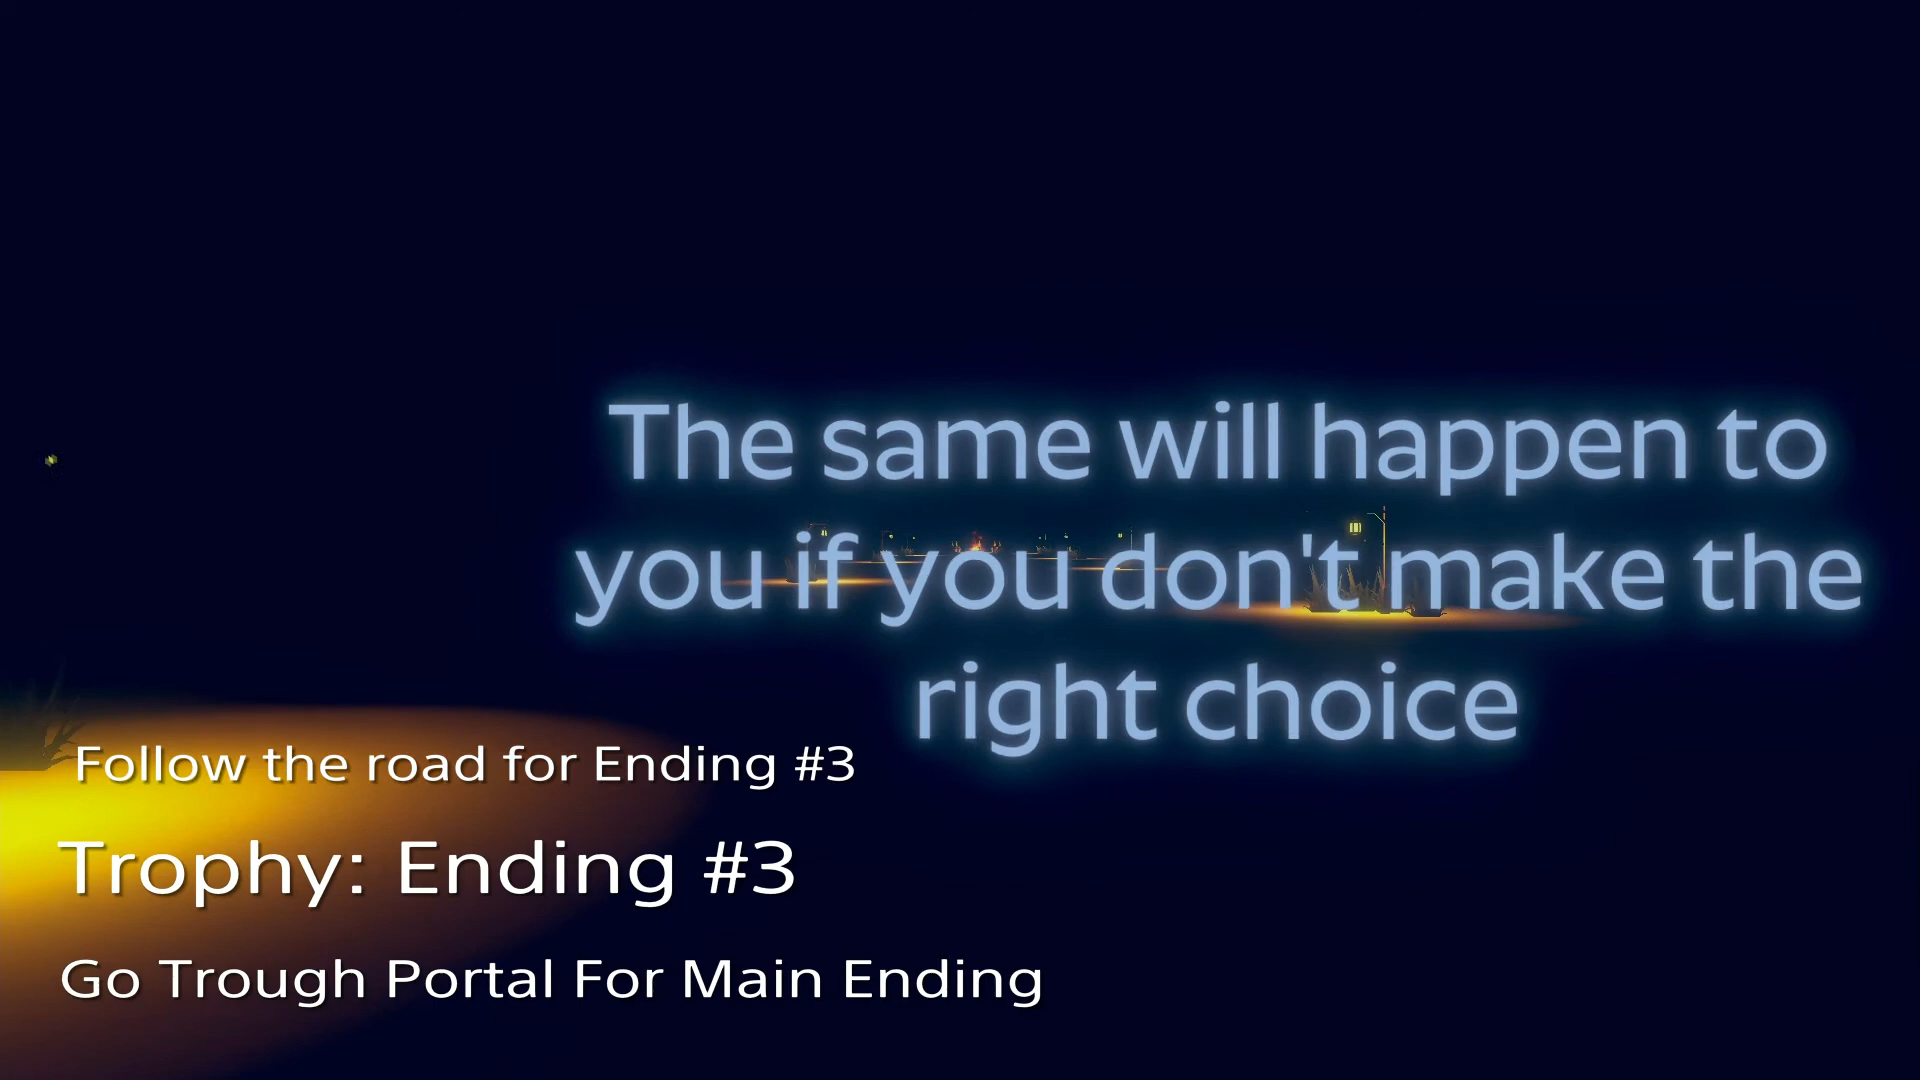 The same will happen to
you if you don't make the
right choice
Follow the road for Ending #3
Trophy: Ending #3
Go Trough Portal For Main Ending